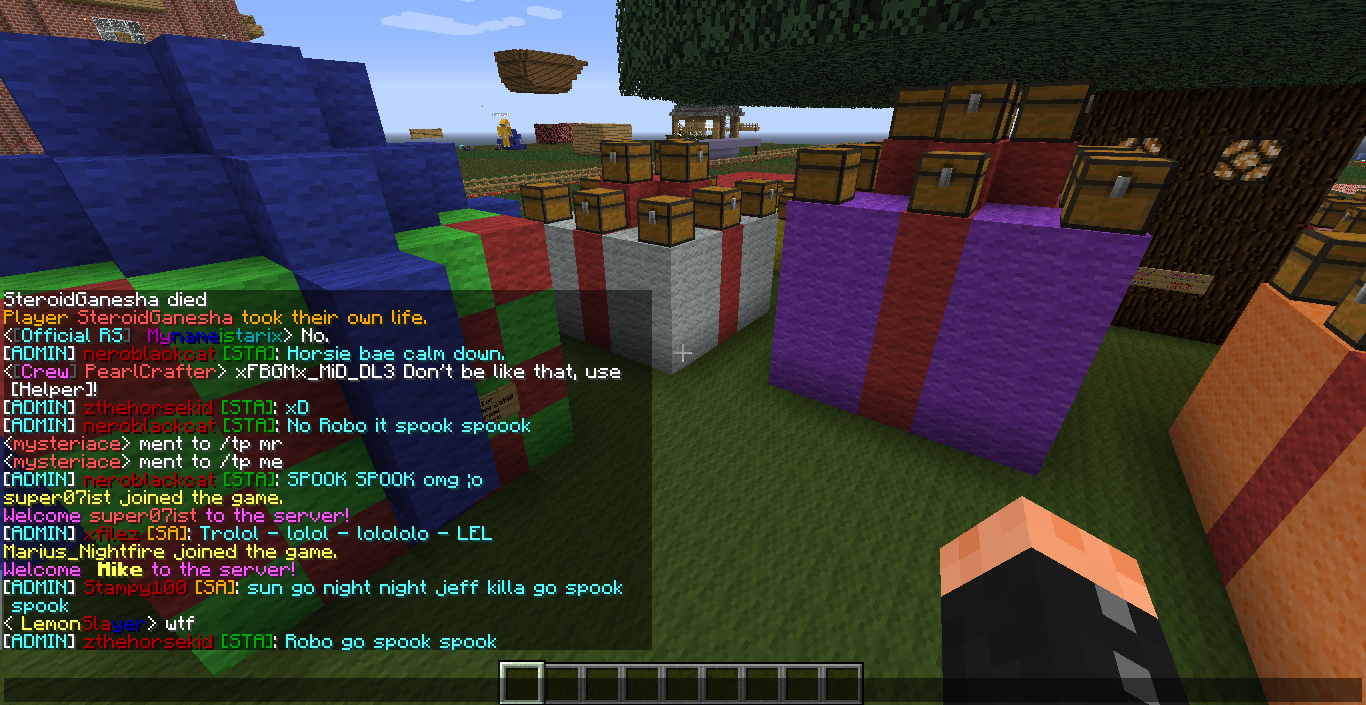 SteroidGanesha died
Player SteroidGanesha took their own life.
<[Official RS] Mynameistarix> No.
[ADMIN] neroblackcat [STA]: Horsie bae calm down.
<[Crew] PearlCrafter> xFBGMx_MiD_DL3 Don't be like that, use
[Helper]!
[ADMIN] zthehorsekid [STA]: xD
[ADMIN] neroblackcat [STA]: No Robo it spook spoook
<mysteriace> ment to /tp mr
<mysteriace> ment to /tp me
[ADMIN] neroblackcat [STA]: SPOOK SPOOK omg ;o
super07ist joined the game.
Welcome super07ist to the server!
[ADMIN] xfilez [SA]: Trolol - lolol - lolololo - LEL
Marius_Nightfire joined the game.
Welcome Mike to the server!
[ADMIN] Stampy100 [SA]: sun go night night jeff killa go spook
spook
< LemonSlayer> wtf
[ADMIN] zthehorsekid [STA]: Robo go spook spook